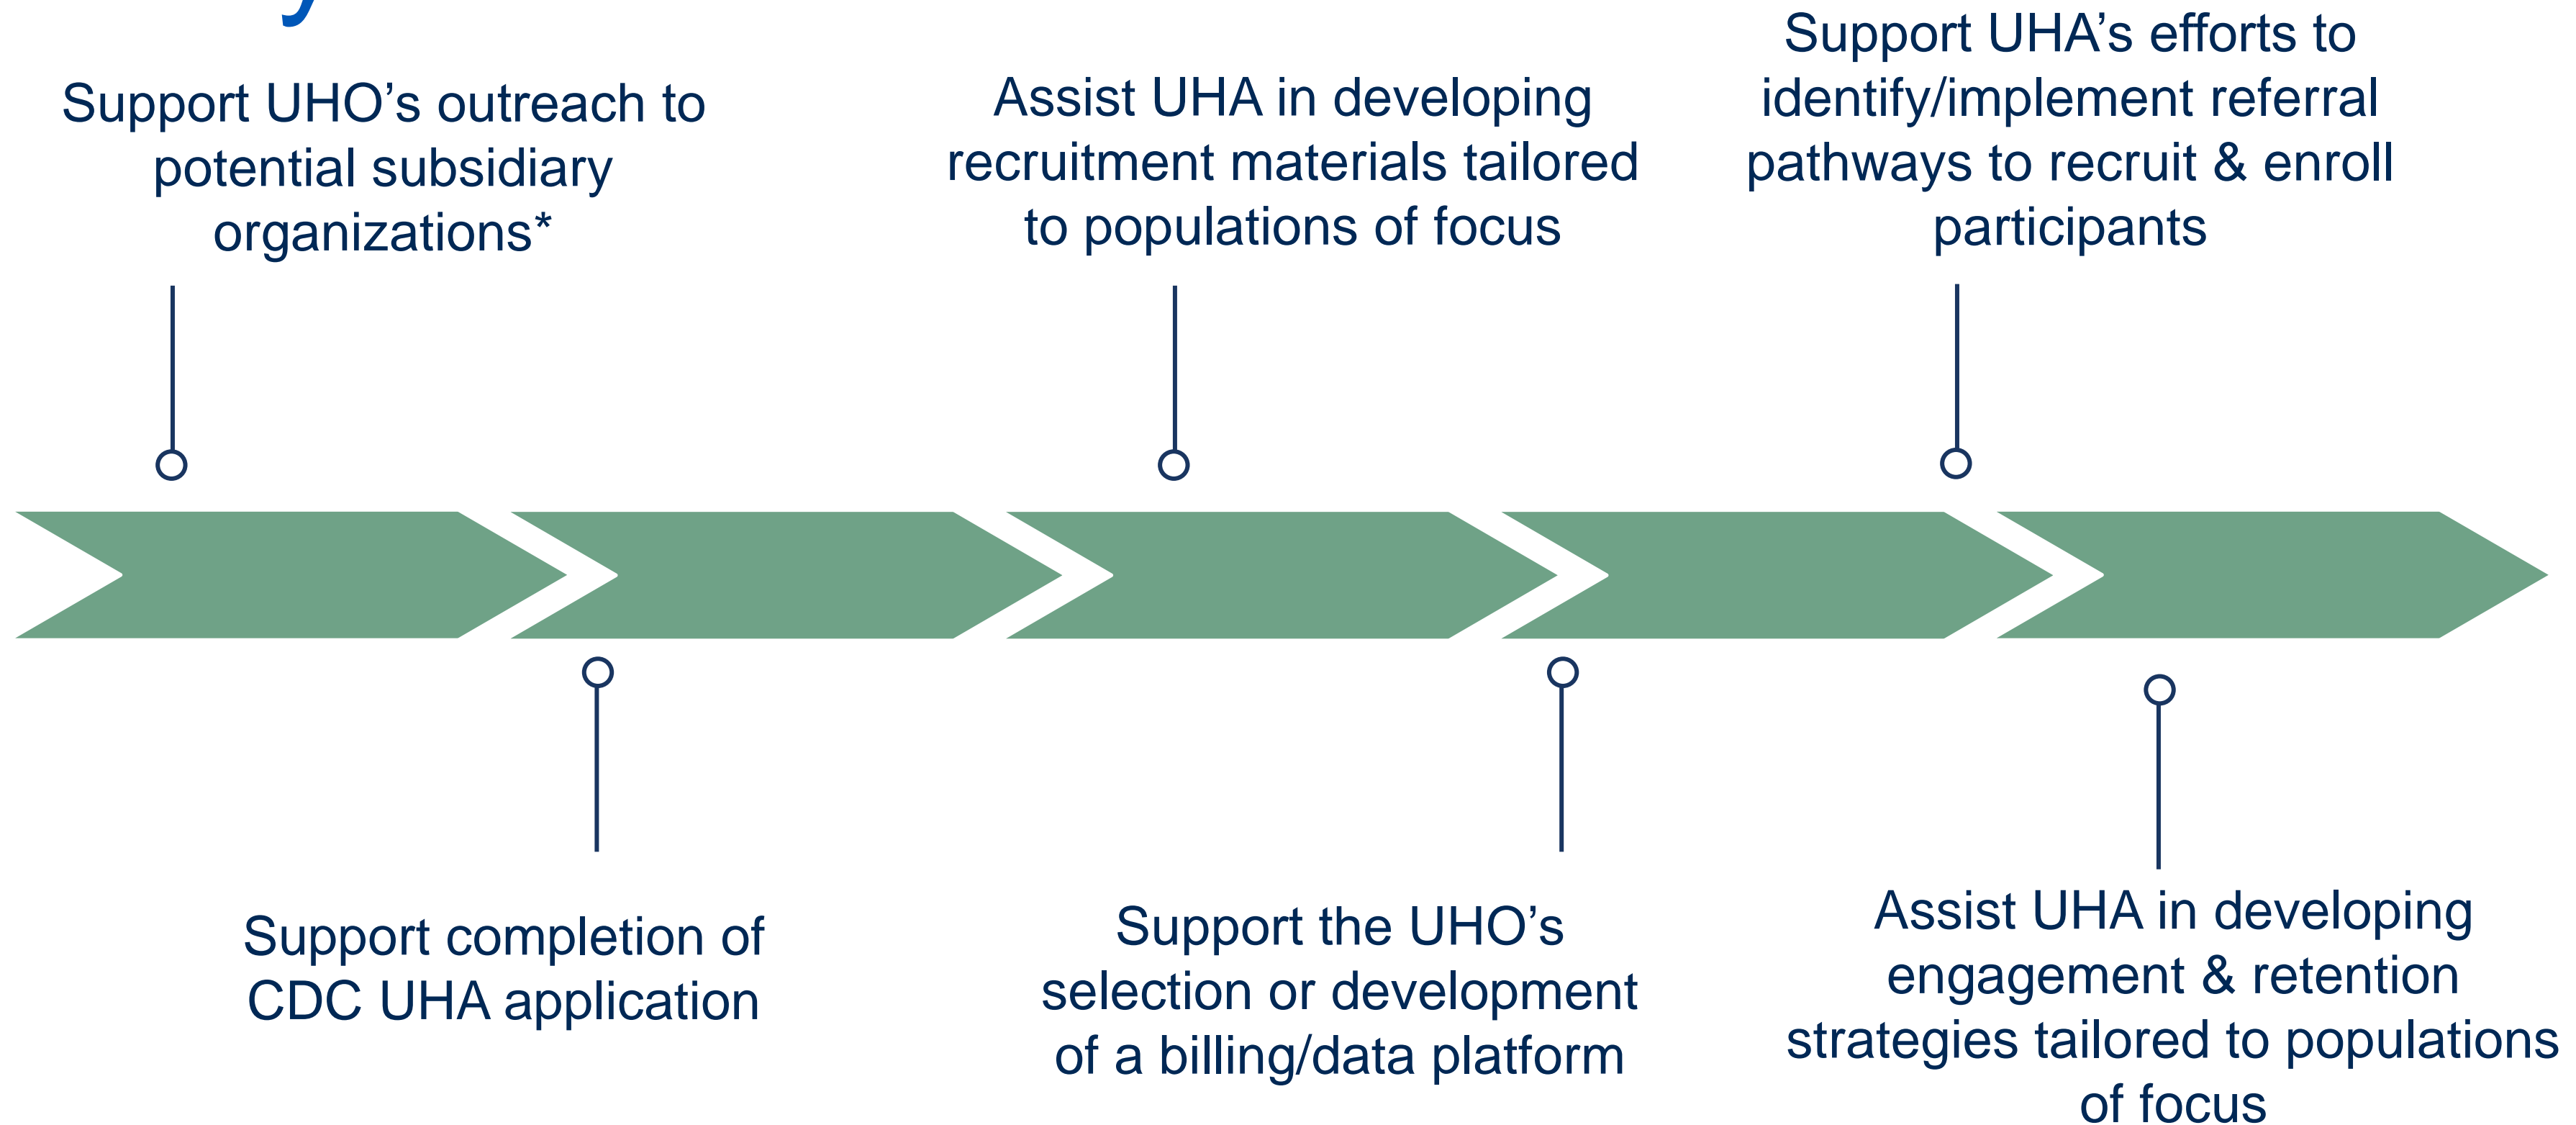 Support UHO’s outreach to
potential subsidiary
organizations*
Support completion of
CDC UHA application
Assist UHA in developing
recruitment materials tailored
to populations of focus
Support the UHO’s
selection or development
of a billing/data platform
Support UHA’s efforts to
identify/implement referral
pathways to recruit & enroll
participants
Assist UHA in developing
engagement & retention
strategies tailored to populations
of focus